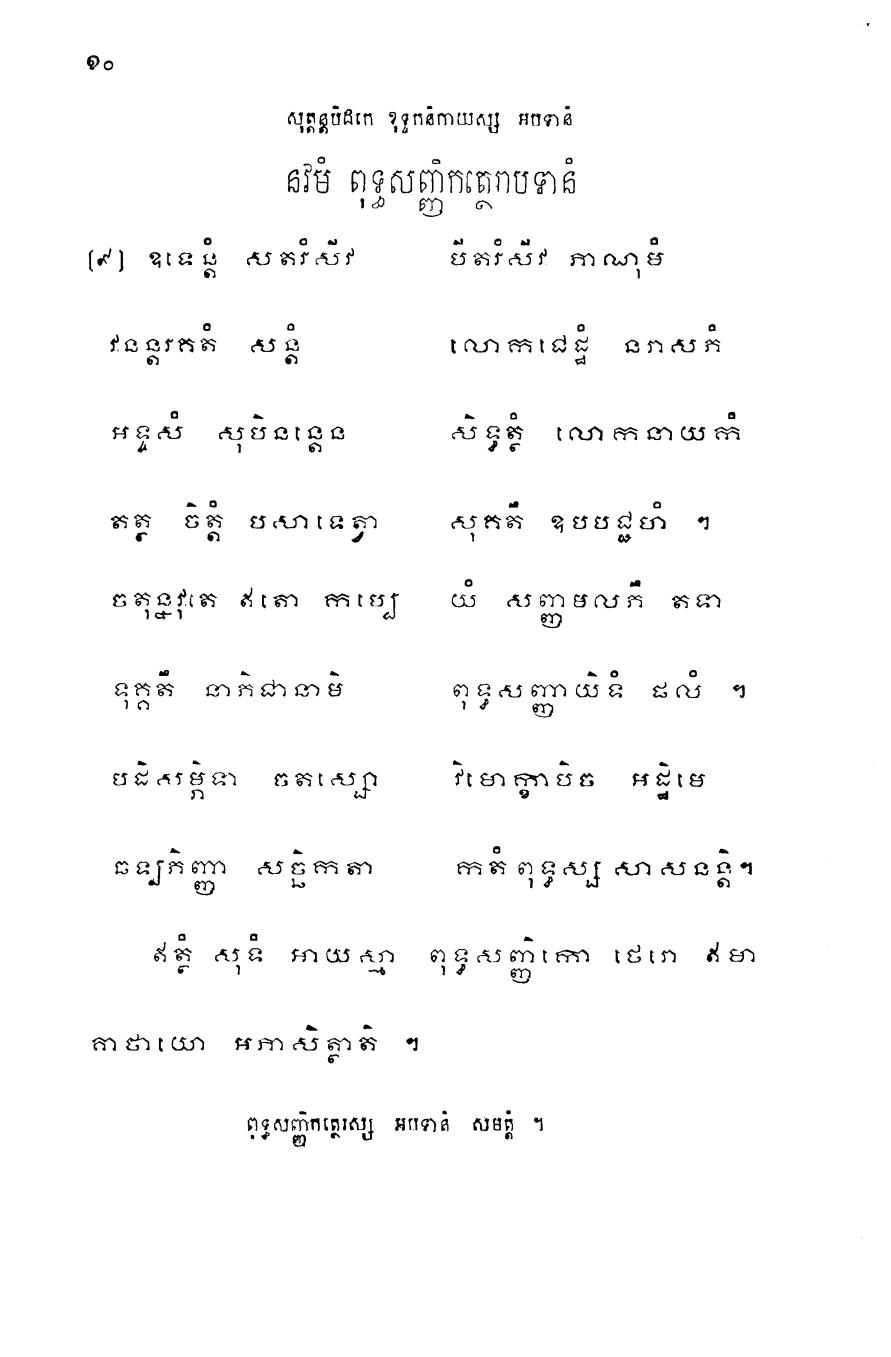 ១០
សុត្តន្តបិដកេ ខុទ្ទកនិកាយស្ស អបទានំ
នវមំ ពុទ្ធសញ្ញិកត្ថេរាបទានំ
(៩) ឧទេន្តំ សតរំសីវ បីតរំសីវ ភាណុមំ
វនន្តរគតំ សន្តំ លោកជេដ្ឋំ នរាសភំ
អទ្ទសំ សុបិនន្តេន សិទ្ធត្ថំ លោកនាយកំ
តត្ថ ចិត្តំ បសាទេត្វា សុគតឹ ឧបបជ្ជហំ ។
ចតុន្នវុតេ ឥតោ កប្បេ យំ សញ្ញមលភឹ តទា
ទុគ្គតឹ នាភិជានាមិ ពុទ្ធសញ្ញាយិទំ ផលំ ។
បដិសម្ភិទា ចតស្សោ វិមោក្ខាបិច អដ្ឋិមេ
ឆឡភិញ្ញា សច្ឆិកតា កតំ ពុទ្ធស្ស សាសនន្តិ។
ឥត្ថំ សុទំ អាយស្មា ពុទ្ធសញ្ញិកោ ថេរោ ឥមា
គាថាយោ អភាសិត្ថាតិ ។
ពុទ្ធសញ្ញិកត្ថេរស្ស អបទានំ សមត្តំ ។